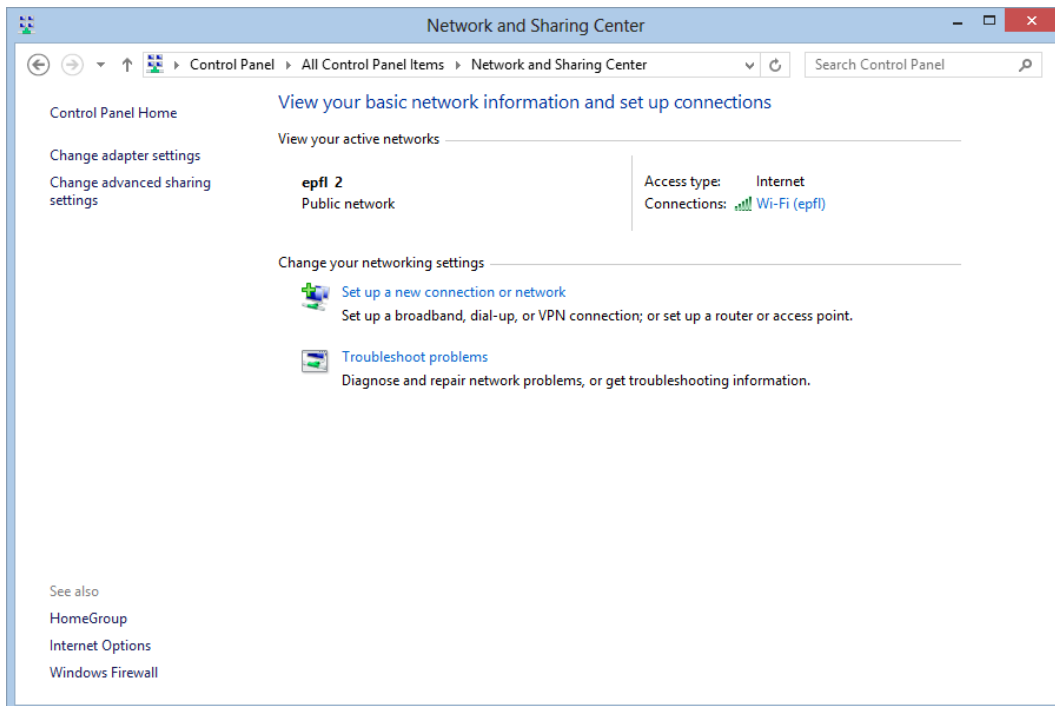 Network and Sharing Center
Control Panel All Control Panel Items Network and Sharing Center
Search Control Panel
Control Panel Home
Change adapter settings
Change advanced sharing
settings
View your basic network information and set up connections
View your active networks
epfl 2
Public network
Access type: Internet
Connections: Wi-Fi (epfl)
Change your networking settings
Set up a new connection or network
Set up a broadband, dial-up, or VPN connection; or set up a router or access point.
Troubleshoot problems
Diagnose and repair network problems, or get troubleshooting information.
See also
HomeGroup
Internet Options
Windows Firewall